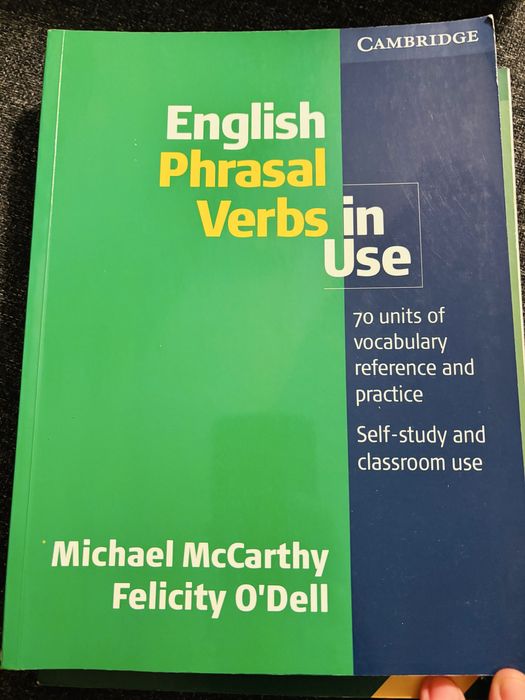 CAMBRIDGE
English
Phrasal
Verbs in
Use
70 units of
vocabulary
reference and
practice
Self-study and
classroom use
Michael McCarthy
Felicity O'Dell